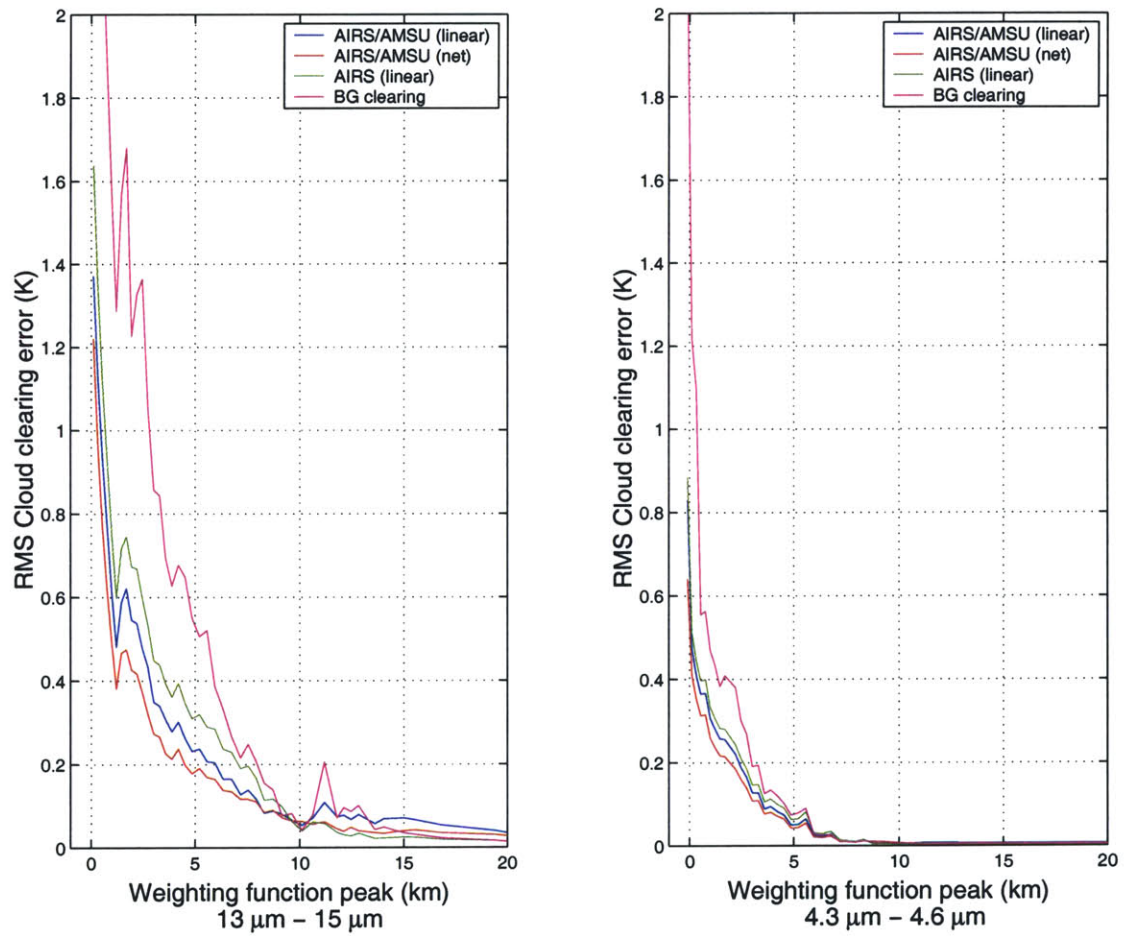 2
1.8
1.6
1.4
1.2
1
0.8
0.6
0.4
0.2
0
RMS Cloud clearing error (K)
AIRS/AMSU (linear)
AIRS/AMSU (net)
AIRS (linear)
BG clearing
0
5
10
15
20
Weighting function peak (km)
13 μm – 15 μm
2
1.8
1.6
1.4
1.2
1
0.8
0.6
0.4
0.2
0
RMS Cloud clearing error (K)
AIRS/AMSU (linear)
AIRS/AMSU (net)
AIRS (linear)
BG clearing
0
5
10
15
20
Weighting function peak (km)
4.3 μm – 4.6 μm